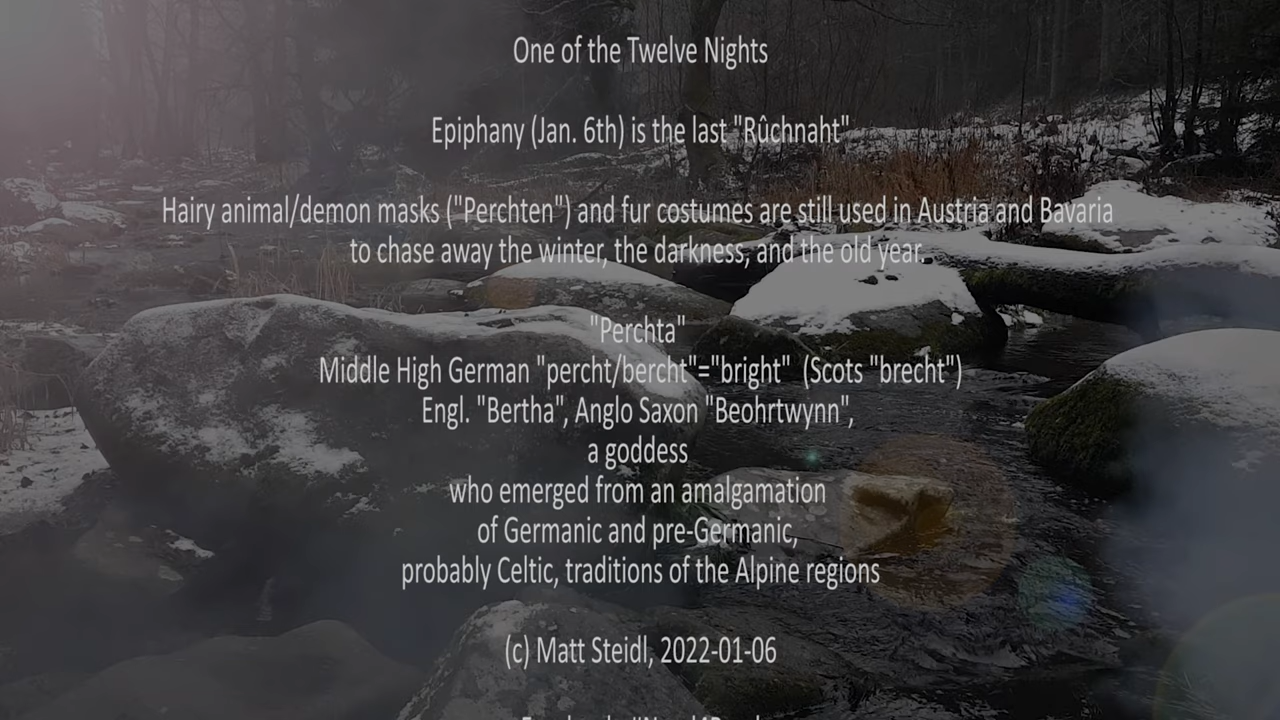 One of the Twelve Nights
Epiphany (Jan. 6th) is the last "Rûchnaht"
Hairy animal/demon masks ("Perchten") and fur costumes are still used in Austria and Bavaria
to chase away the winter, the darkness, and the old year.
"Perchta"
Middle High German "percht/bercht"="bright" (Scots "brecht")
Engl. "Bertha", Anglo Saxon "Beohrtwynn",
a goddess
who emerged from an amalgamation
of Germanic and pre-Germanic,
probably Celtic, traditions of the Alpine regions
(c) Matt Steidl, 2022-01-06